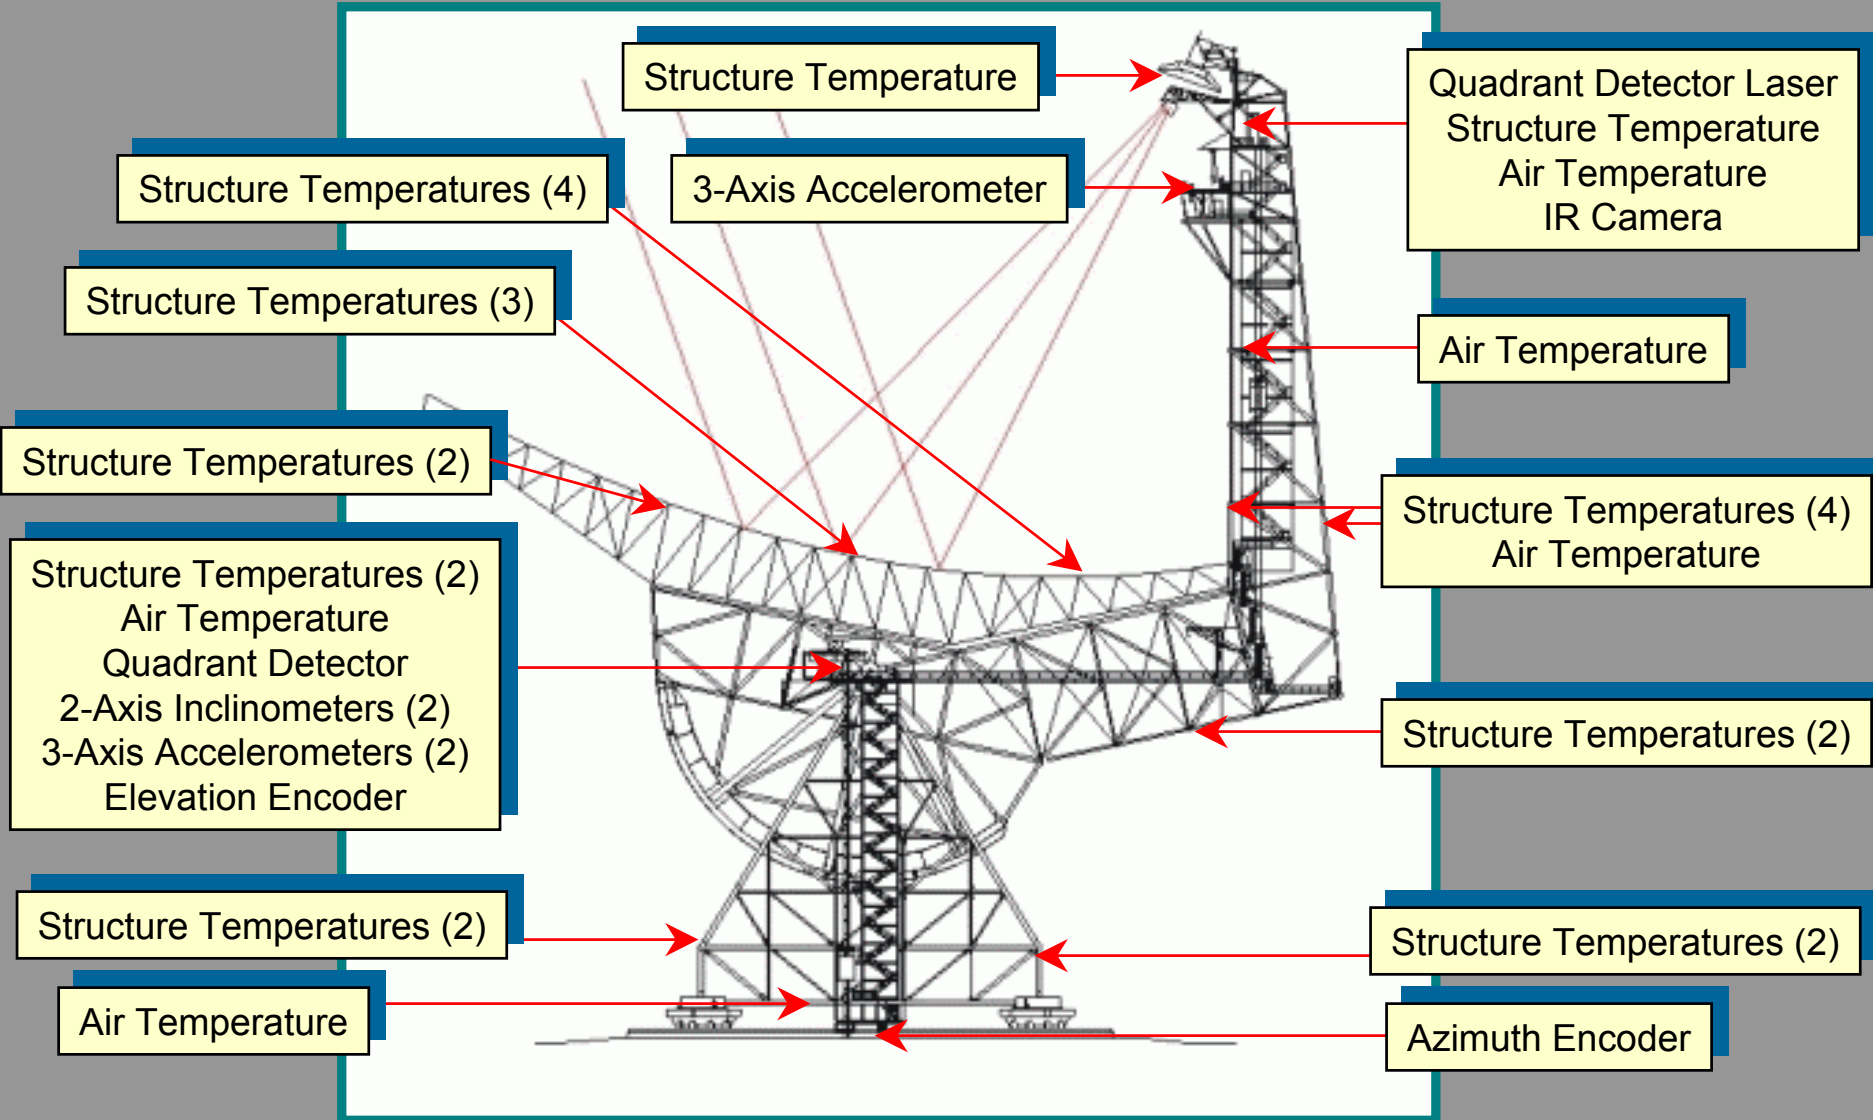 Structure Temperature
Quadrant Detector Laser
Structure Temperature
Air Temperature
IR Camera
Structure Temperatures (4)
3-Axis Accelerometer
Structure Temperatures (3)
Air Temperature
Structure Temperatures (2)
Structure Temperatures (4)
Air Temperature
Structure Temperatures (2)
Air Temperature
Quadrant Detector
2-Axis Inclinometers (2)
3-Axis Accelerometers (2)
Elevation Encoder
Structure Temperatures (2)
Structure Temperatures (2)
Structure Temperatures (2)
Air Temperature
Azimuth Encoder